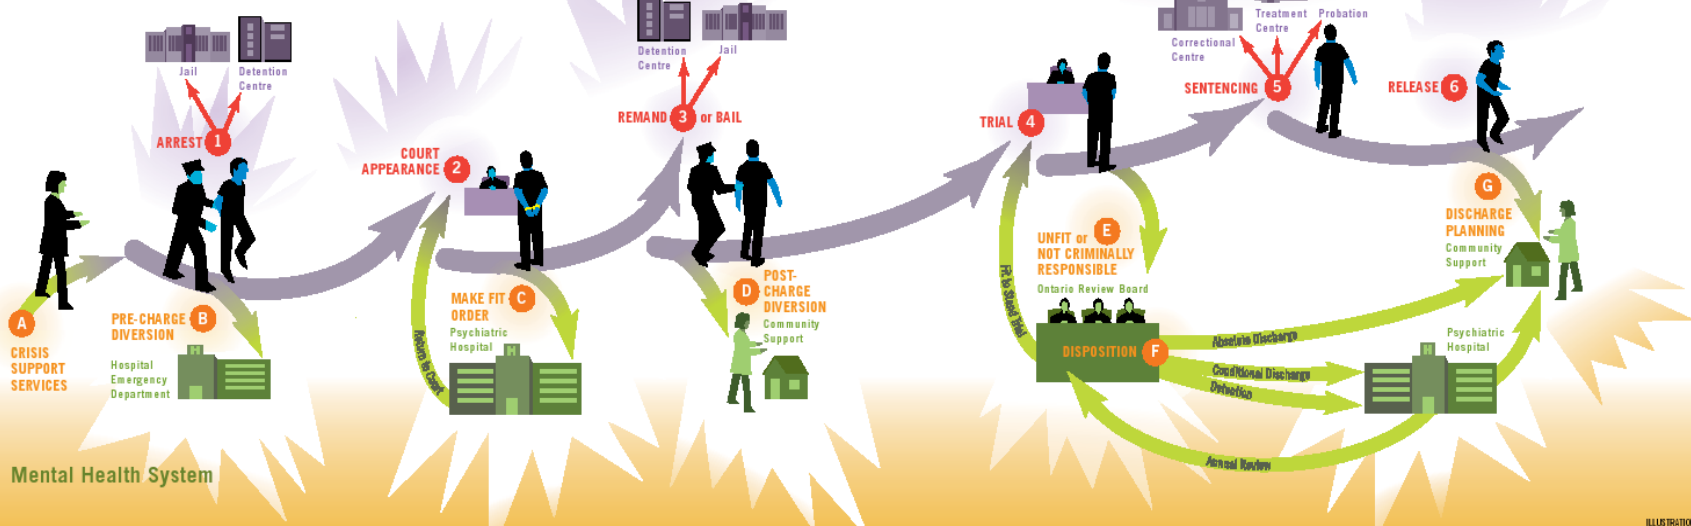 Jail
Detention
Centre
ARREST 1
A
CRISIS
SUPPORT
SERVICES
PRE-CHARGE B
DIVERSION
Hospital
Emergency
Department
H
COURT
APPEARANCE 2
MAKE FIT C
ORDER
Psychiatric
Hospital
H
Return to Court
Detention
Centre
Jail
REMAND 3 or BAIL
D POST-
CHARGE
DIVERSION
Community
Support
TRIAL 4
Fit to Stand Trial
UNFIT or E
NOT CRIMINALLY
RESPONSIBLE
Ontario Review Board
DISPOSITION F
Absolute Discharge
Conditional Discharge
Detention
Annual Review
Correctional
Centre
Treatment
Centre
Probation
SENTENCING 5
RELEASE 6
G
DISCHARGE
PLANNING
Community
Support
Psychiatric
Hospital
H
Mental Health System
ILLUSTRATIO